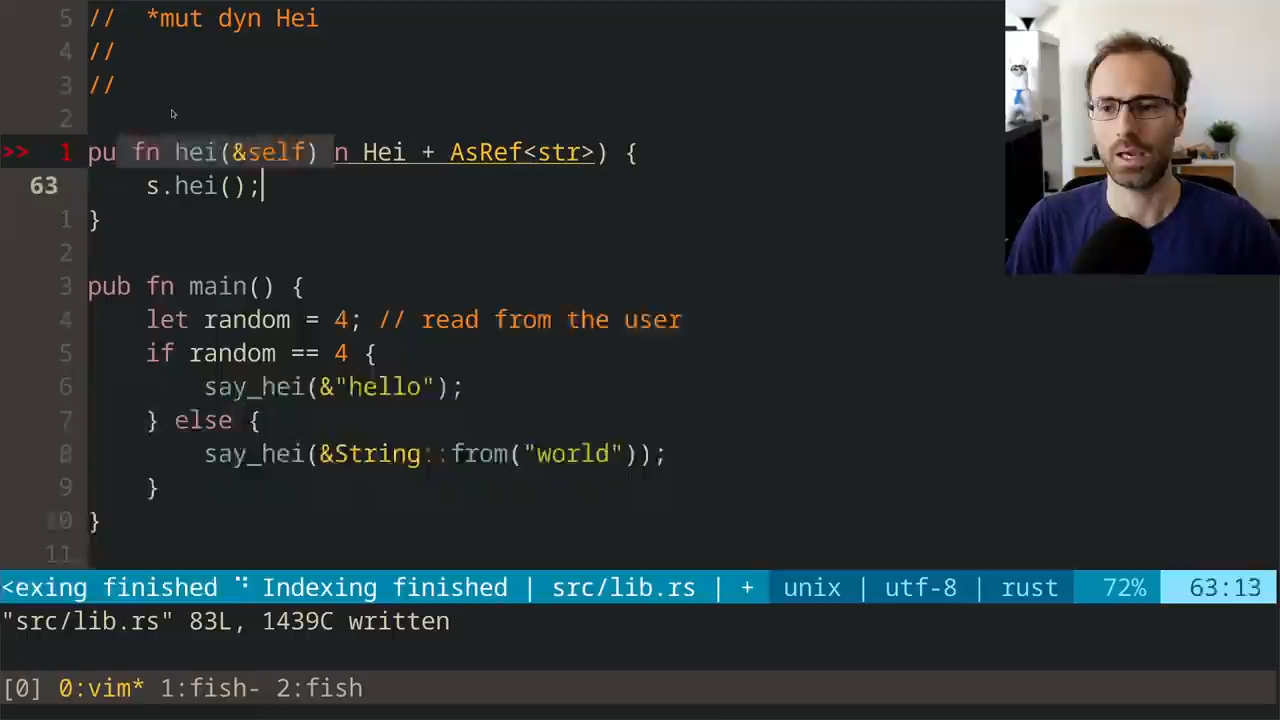 5 // *mut dyn Hei
4 //
3 //
2
>> 1 pu fn hei(&self) n Hei + AsRef<str>) {
63 s.hei();
1 }
2
3 pub fn main() {
4 let random = 4; // read from the user
5 if random == 4 {
6 say_hei(&"hello");
7 } else {
8 say_hei(&String::from("world"));
9 }
10 }
11
<exing finished ⠙ Indexing finished | src/lib.rs | + unix | utf-8 | rust 72% 63:13
"src/lib.rs" 83L, 1439C written
[0] 0:vim* 1:fish- 2:fish